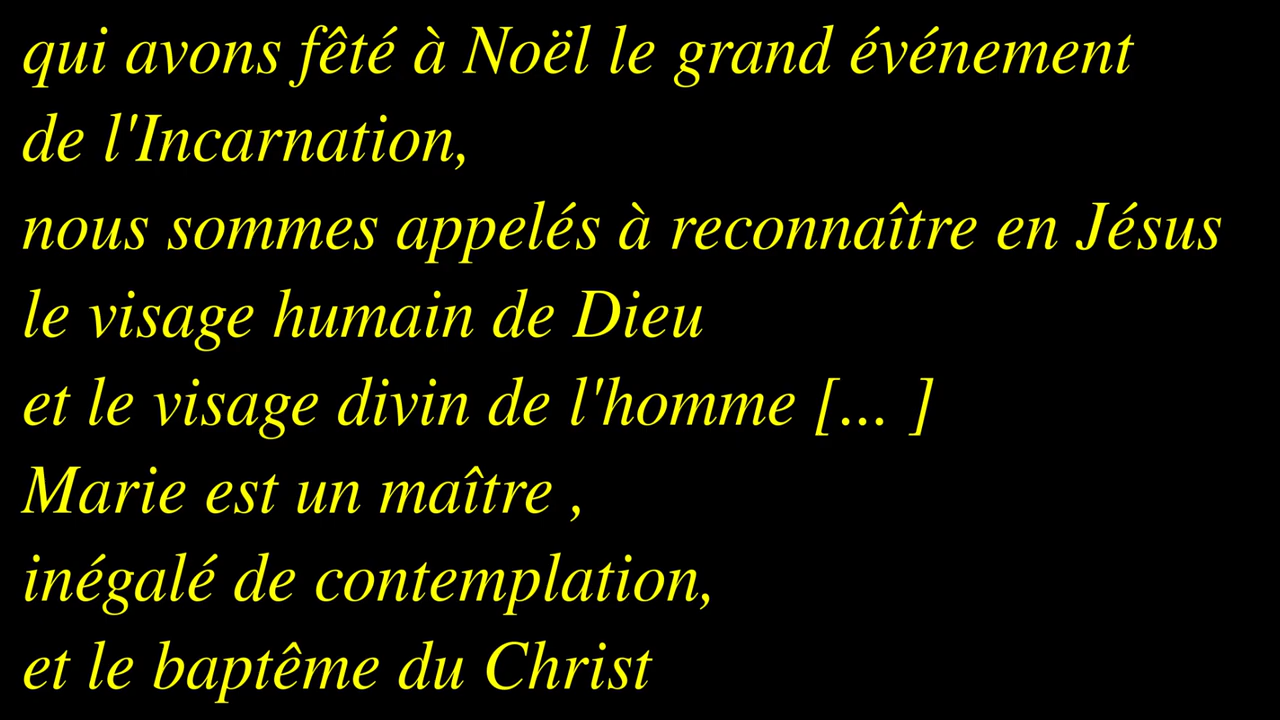 qui avons fêté à Noël le grand événement
de l'Incarnation,
nous sommes appelés à reconnaître en Jésus
le visage humain de Dieu
et le visage divin de l'homme [... ]
Marie est un maître ,
inégalé de contemplation,
et le baptême du Christ